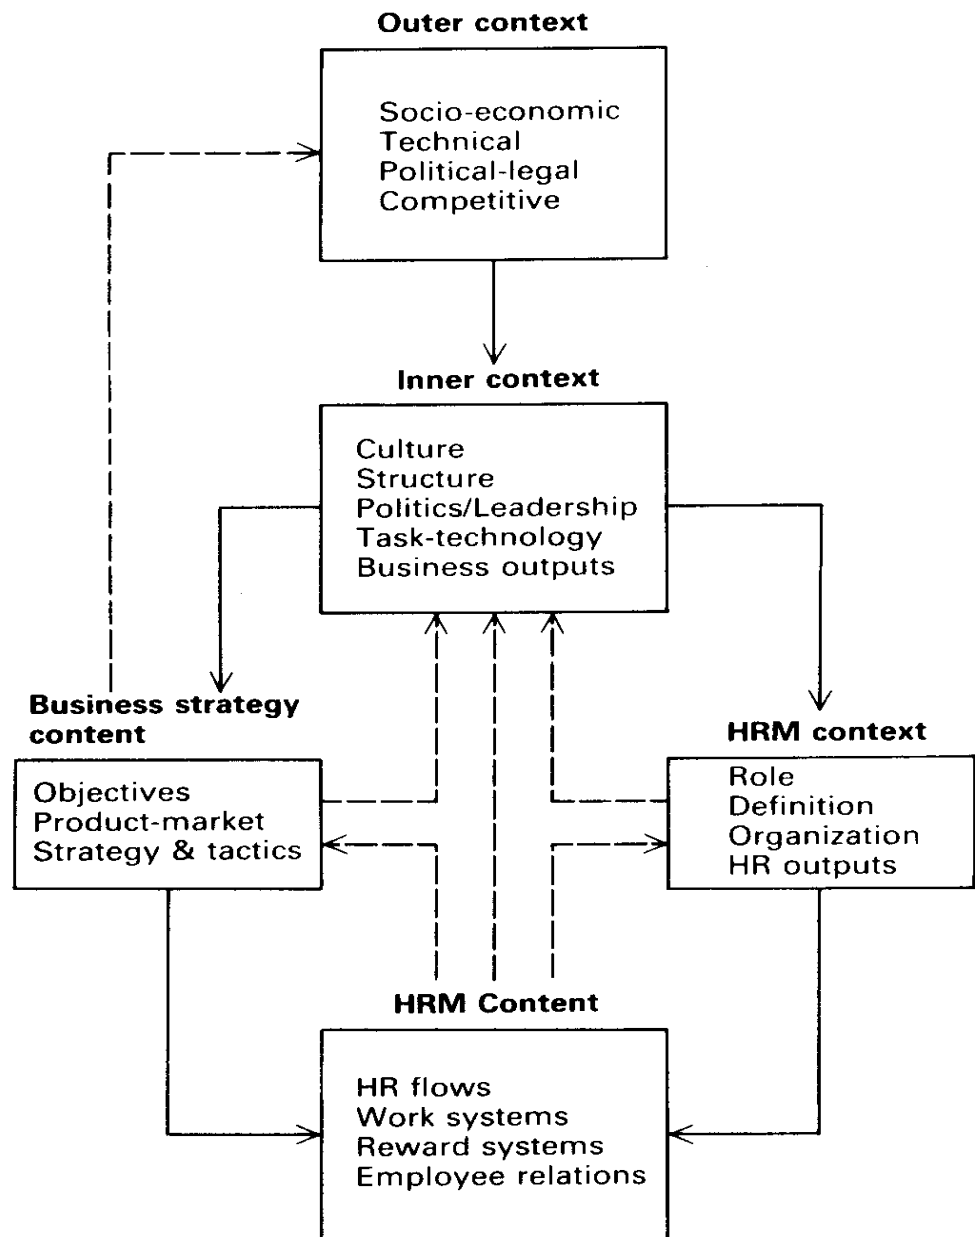 Outer context
Socio-economic
Technical
Political-legal
Competitive
Inner context
Culture
Structure
Politics/Leadership
Task-technology
Business outputs
Business strategy
content
Objectives
Product-market
Strategy & tactics
HRM context
Role
Definition
Organization
HR outputs
HRM Content
HR flows
Work systems
Reward systems
Employee relations